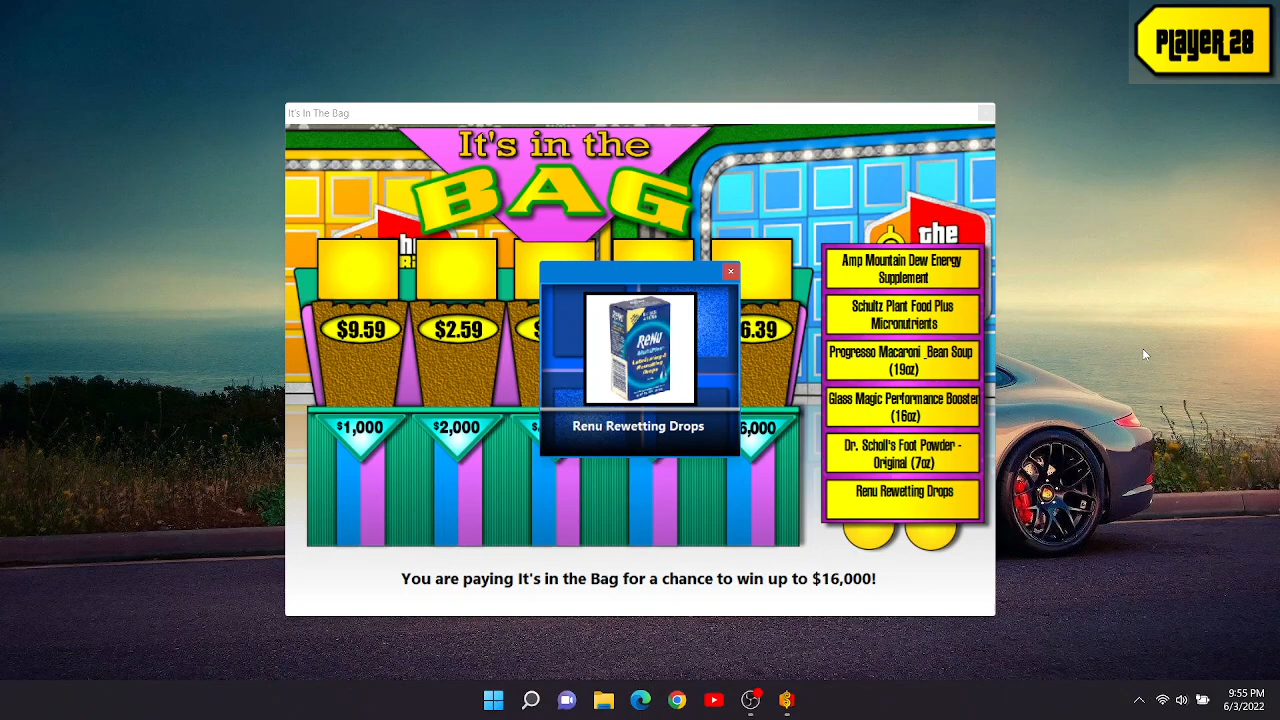 Player 28
It's In The Bag
It's in the
BAG
the
$9.59
$2.59
6.39
$1,000
$2,000
6,000
ReNu
MultiPlus
Lubricating &
Rewetting
Drops
Renu Rewetting Drops
Amp Mountain Dew Energy
Supplement
Schultz Plant Food Plus
Micronutrients
Progresso Macaroni _Bean Soup
(19oz)
Glass Magic Performance Booster
(16oz)
Dr. Scholl's Foot Powder -
Original (7oz)
Renu Rewetting Drops
You are paying It's in the Bag for a chance to win up to $16,000!
9:55 PM
6/3/2022